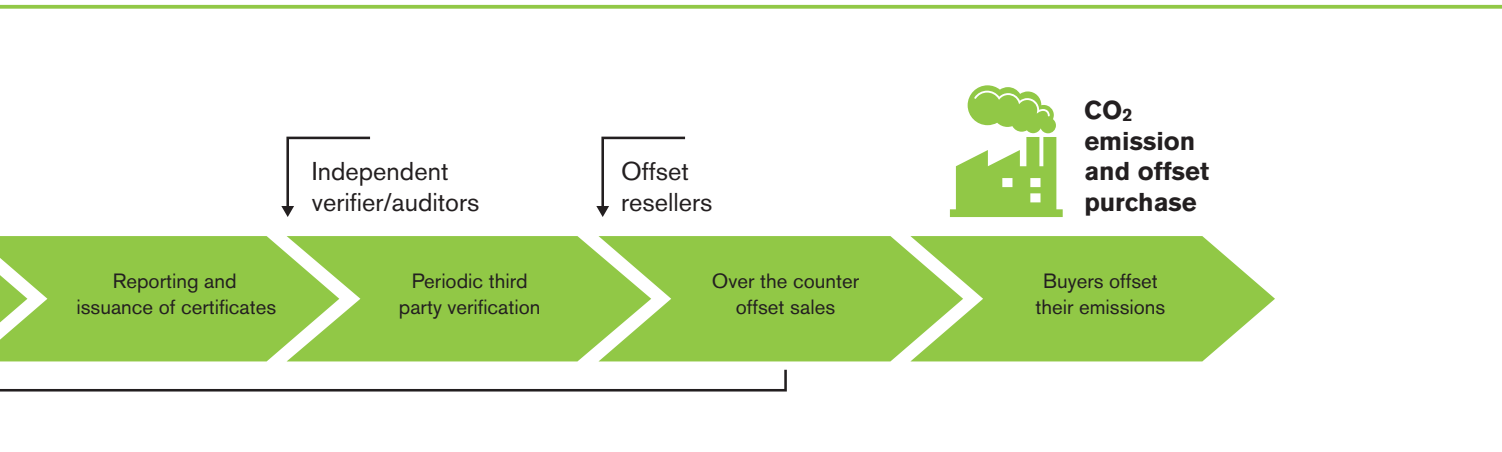 CO₂
emission
and offset
purchase
Independent
verifier/auditors
Offset
resellers
Reporting and
issuance of certificates
Periodic third
party verification
Over the counter
offset sales
Buyers offset
their emissions